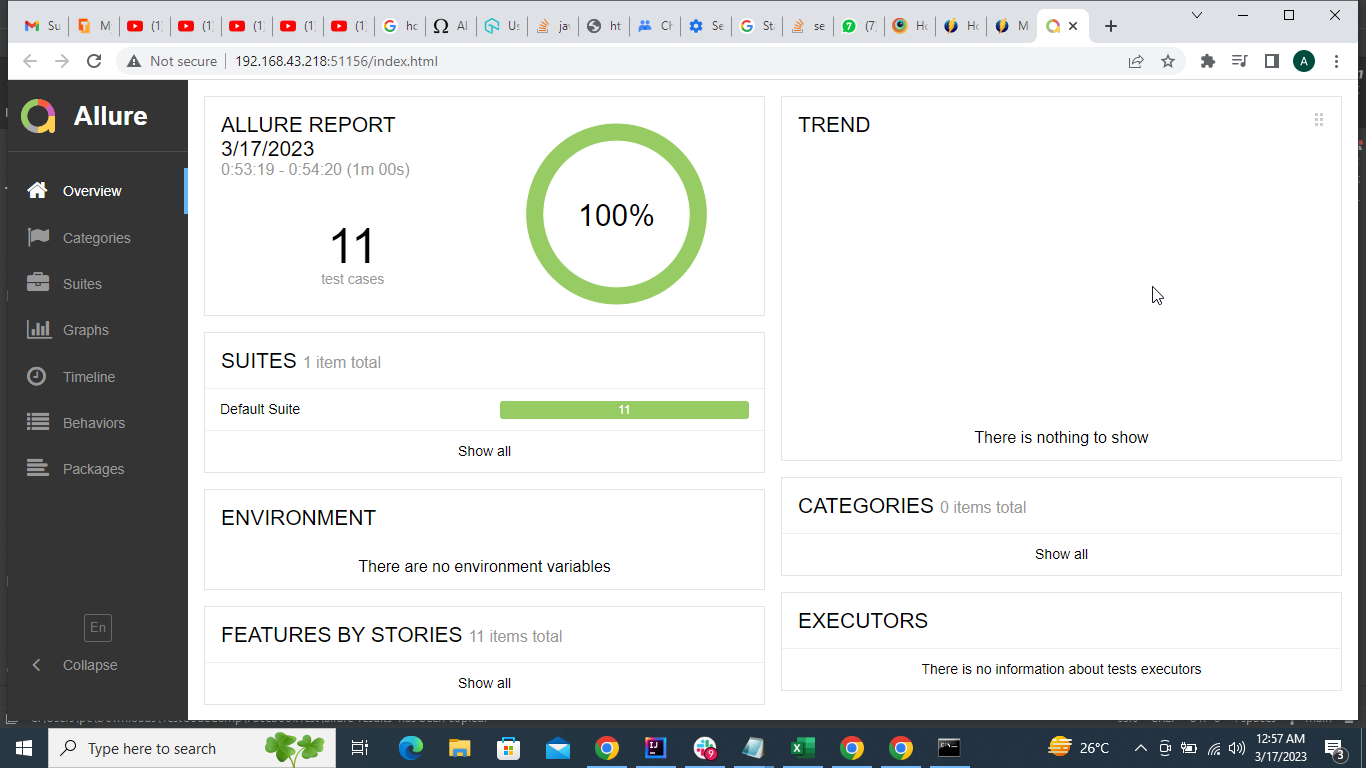 Su
M
(1
(1
(1
(1
(1
hc
Al
Us
jav
ht
Cl
Se
St
se
(7
Ho
Ho
M
Not secure
192.168.43.218:51156/index.html
A
Allure
Overview
Categories
Suites
Graphs
Timeline
Behaviors
Packages
En
Collapse
ALLURE REPORT
3/17/2023
0:53:19 - 0:54:20 (1m 00s)
11
test cases
100%
SUITES 1 item total
Default Suite
11
Show all
ENVIRONMENT
There are no environment variables
FEATURES BY STORIES 11 items total
Show all
TREND
There is nothing to show
CATEGORIES 0 items total
Show all
EXECUTORS
There is no information about tests executors
Type here to search
9
26°C
12:57 AM
3/17/2023
3